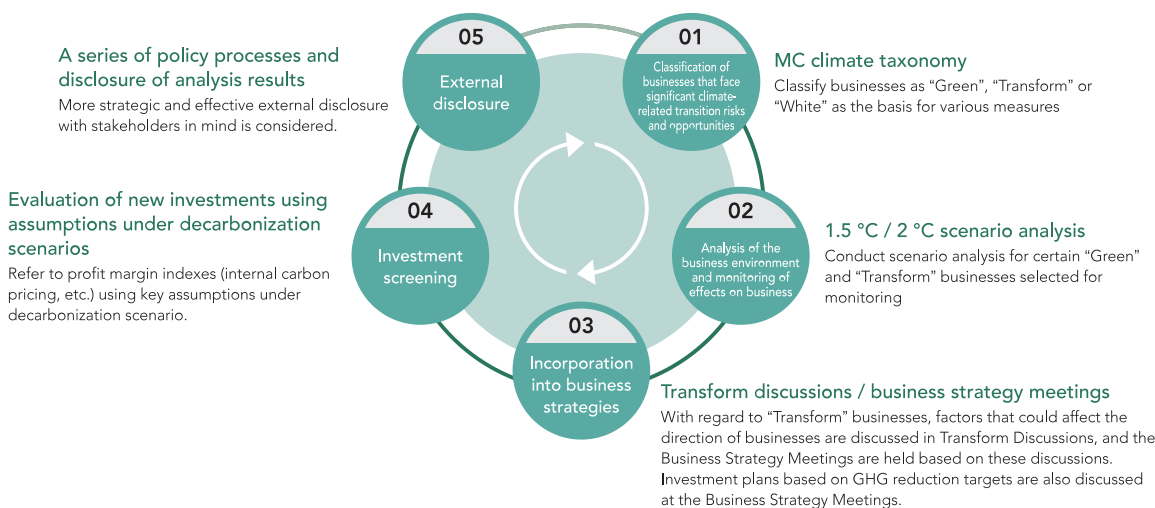 01
Classification of
businesses that face
significant climate-
related transition risks
and opportunities
MC climate taxonomy
Classify businesses as “Green”, “Transform” or
“White” as the basis for various measures
02
Analysis of the
business environment
and monitoring of
effects on business
1.5 °C / 2 °C scenario analysis
Conduct scenario analysis for certain “Green”
and “Transform” businesses selected for
monitoring
03
Incorporation
into business
strategies
Transform discussions / business strategy meetings
With regard to “Transform” businesses, factors that could affect the
direction of businesses are discussed in Transform Discussions, and the
Business Strategy Meetings are held based on these discussions.
Investment plans based on GHG reduction targets are also discussed
at the Business Strategy Meetings.
04
Investment
screening
Evaluation of new investments using
assumptions under decarbonization
scenarios
Refer to profit margin indexes (internal carbon
pricing, etc.) using key assumptions under
decarbonization scenario.
05
External
disclosure
A series of policy processes and
disclosure of analysis results
More strategic and effective external disclosure
with stakeholders in mind is considered.